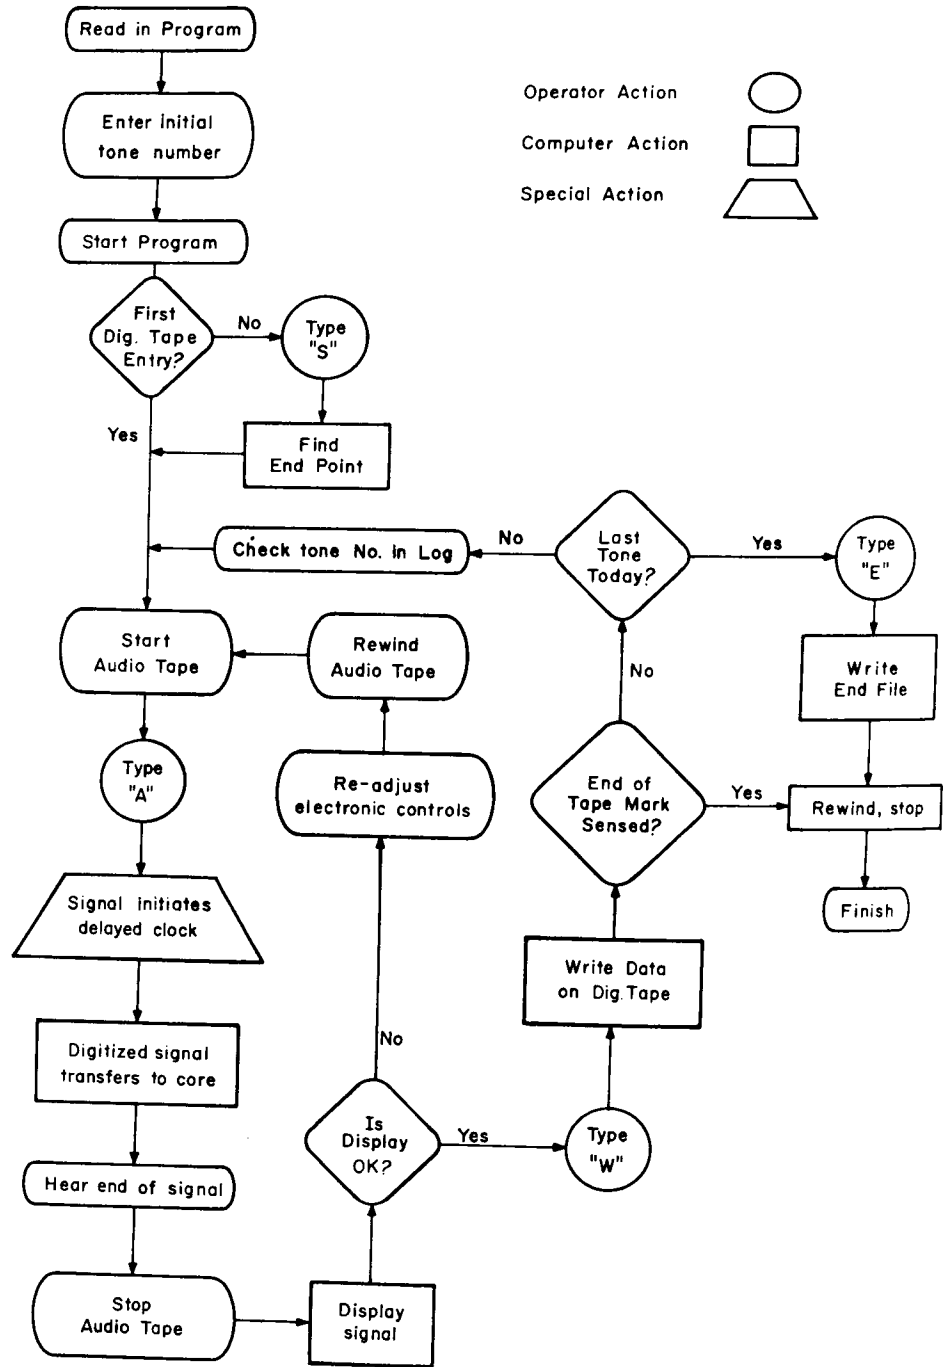 Read in Program
Enter initial
tone number
Start Program
First
Dig. Tape
Entry?
No
Type
"S"
Yes
Find
End Point
Operator Action
Computer Action
Special Action
Check tone No. in Log
No
Last
Tone
Today?
Yes
Type
"E"
Start
Audio Tape
Rewind
Audio Tape
No
Write
End File
Type
"A"
Re-adjust
electronic controls
End of
Tape Mark
Sensed?
Yes
Rewind, stop
Finish
Signal initiates
delayed clock
Write Data
on Dig. Tape
Digitized signal
transfers to core
No
Is
Display
OK?
Yes
Type
"W"
Hear end of signal
Stop
Audio Tape
Display
signal